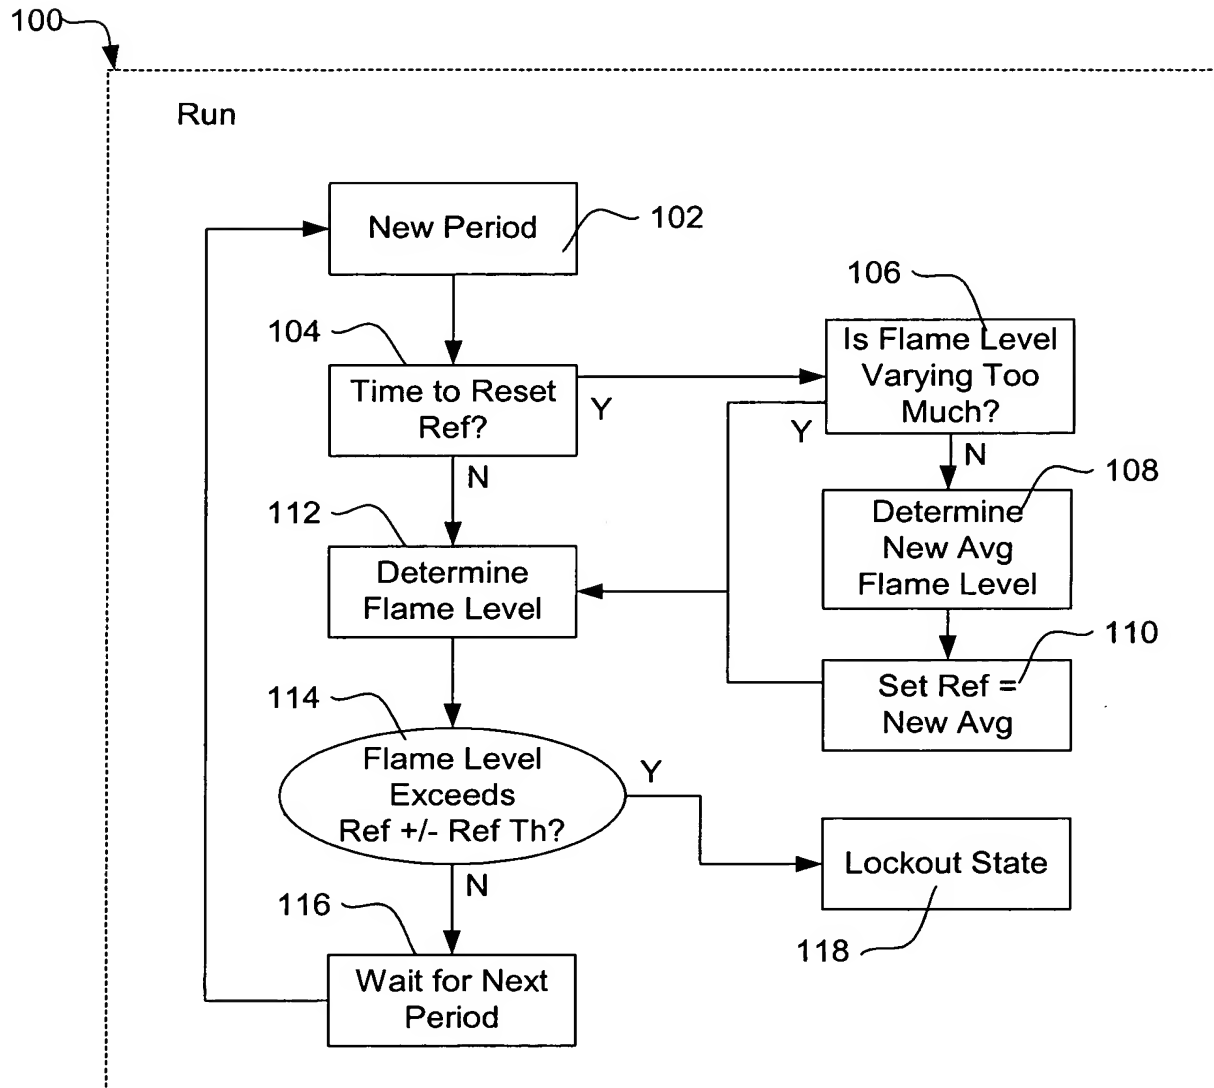 100
Run
New Period
102
104
106
Time to Reset
Ref?
Y
N
Is Flame Level
Varying Too
Much?
Y
N
108
Determine
New Avg
Flame Level
112
Determine
Flame Level
110
Set Ref =
New Avg
114
Flame Level
Exceeds
Ref +/- Ref Th?
Y
N
Lockout State
118
116
Wait for Next
Period